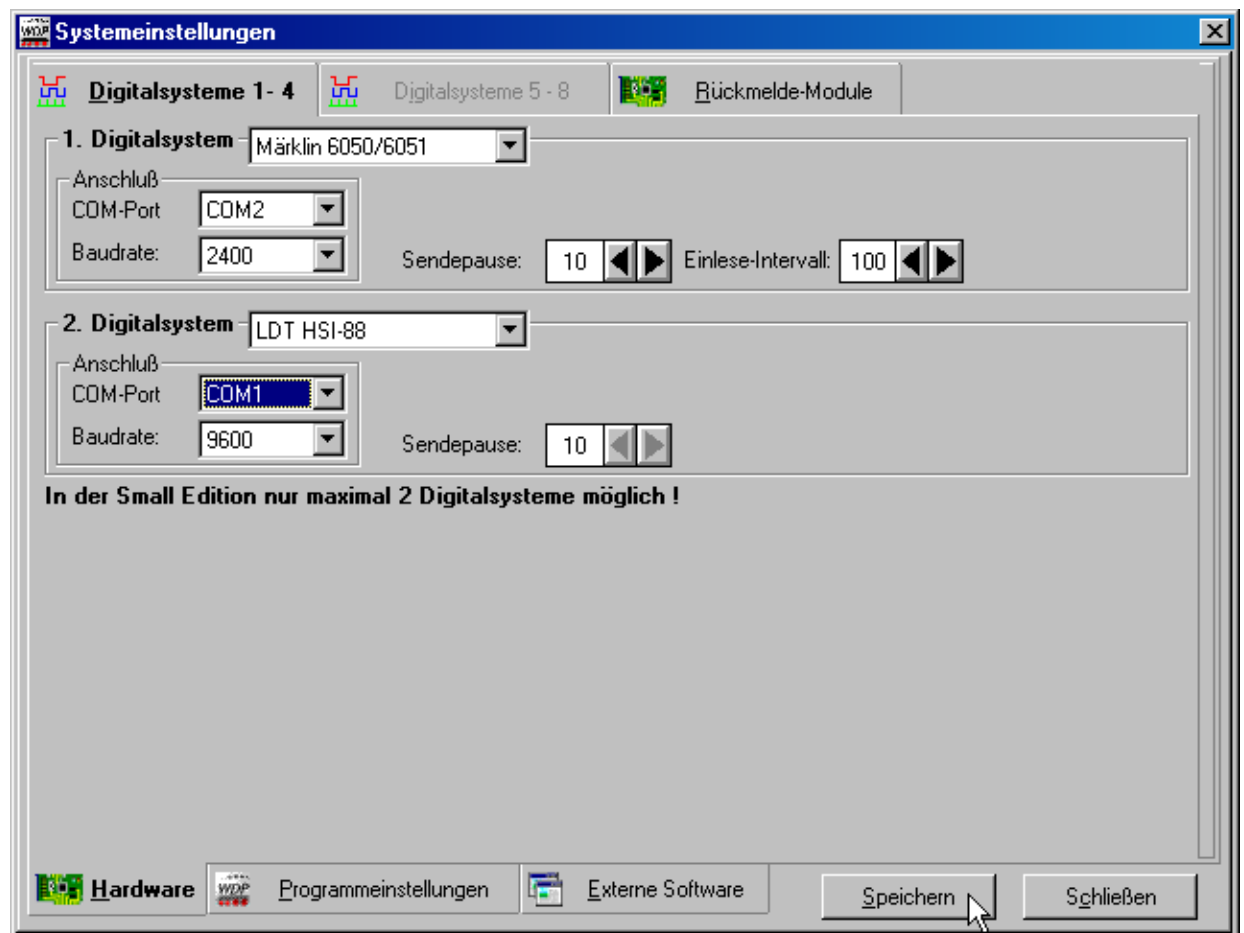 Systemeinstellungen
Digitalsysteme 1- 4 Digitalsysteme 5 - 8 Rückmelde-Module
1. Digitalsystem Märklin 6050/6051
Anschluß
COM-Port COM2
Baudrate: 2400 Sendepause: 10 Einlese-Intervall: 100
2. Digitalsystem LDT HSI-88
Anschluß
COM-Port COM1
Baudrate: 9600 Sendepause: 10
In der Small Edition nur maximal 2 Digitalsysteme möglich !
Hardware WDP Programmeinstellungen Externe Software Speichern Schließen